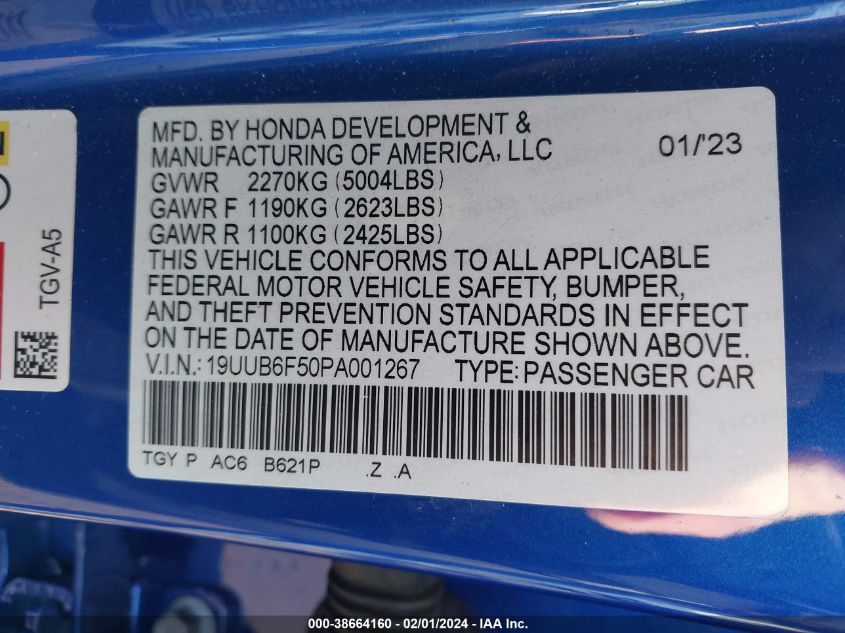 MFD. BY HONDA DEVELOPMENT &
MANUFACTURING OF AMERICA, LLC 01/'23
GVWR 2270KG (5004LBS)
GAWR F 1190KG (2623LBS)
GAWR R 1100KG (2425LBS)
THIS VEHICLE CONFORMS TO ALL APPLICABLE
FEDERAL MOTOR VEHICLE SAFETY, BUMPER,
AND THEFT PREVENTION STANDARDS IN EFFECT
ON THE DATE OF MANUFACTURE SHOWN ABOVE.
V.I.N.: 19UUB6F50PA001267 TYPE: PASSENGER CAR
TGY P AC6 B621P .Z .A
TGV-A5
000-38664160 - 02/01/2024 - IAA Inc.